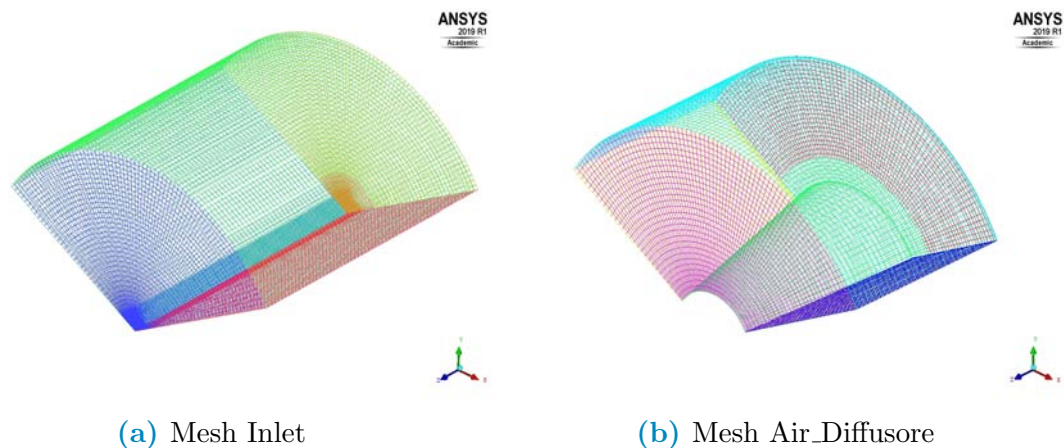 ANSYS
2019 R1
Academic
ANSYS
2019 R1
Academic
Y
Z
X
Y
Z
X
(a) Mesh Inlet
(b) Mesh Air_Diffusore